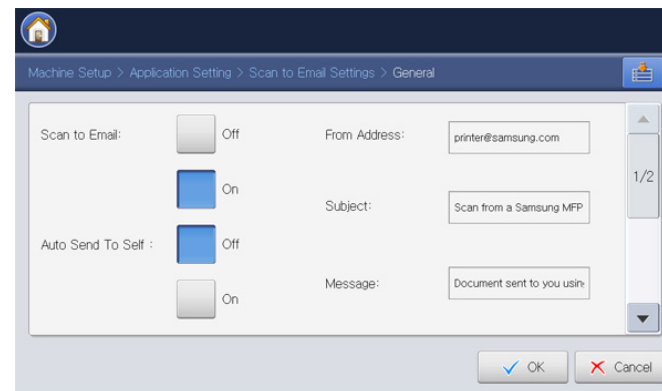 Machine Setup > Application Setting > Scan to Email Settings > General
Scan to Email:
Off
On
Auto Send To Self :
Off
On
From Address:
printer@samsung.com
Subject:
Scan from a Samsung MFP
Message:
Document sent to you using
1/2
OK
Cancel